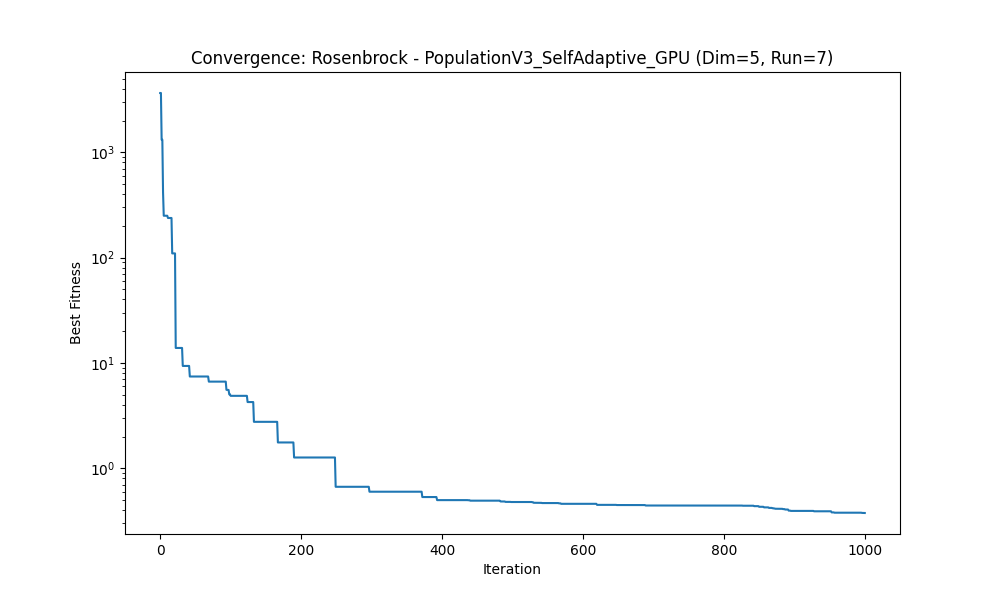 Convergence: Rosenbrock - PopulationV3_SelfAdaptive_GPU (Dim=5, Run=7)
Best Fitness
10³
10²
10¹
10⁰
0 200 400 600 800 1000
Iteration